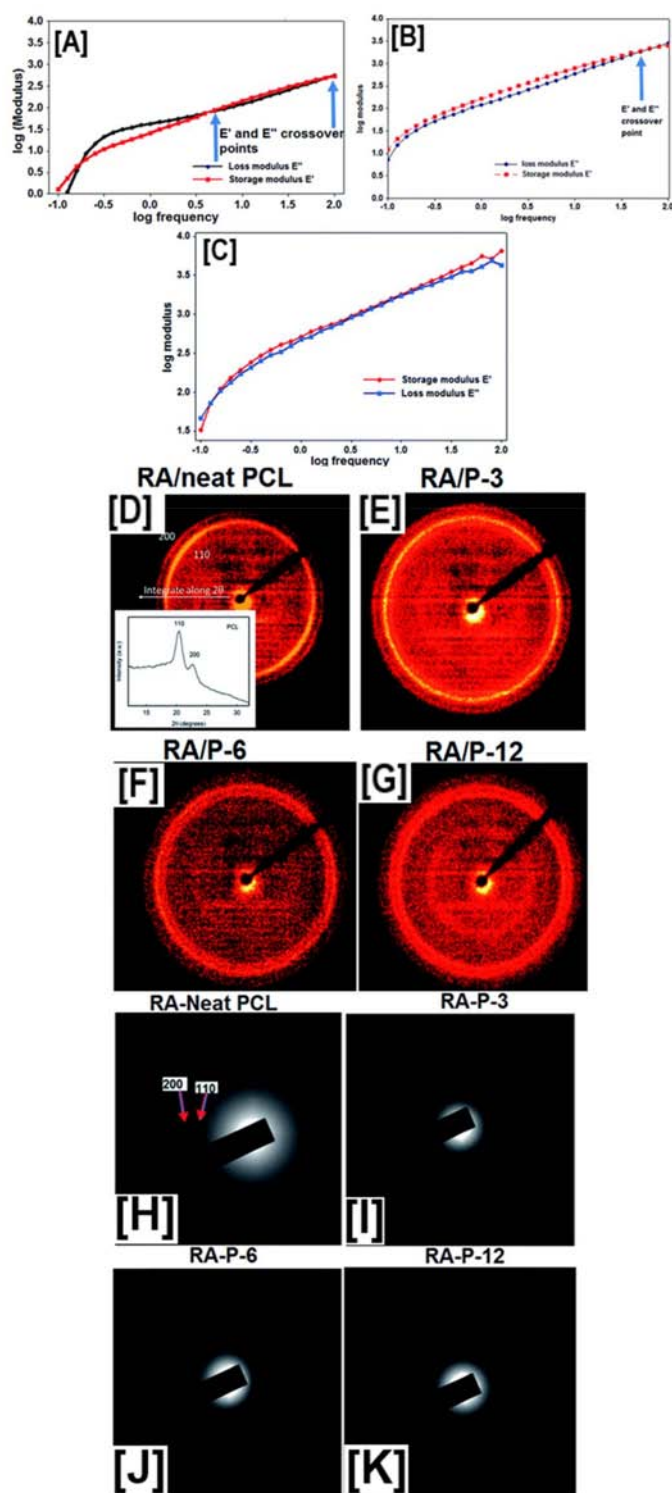 [A]
log (Modulus)
4.0
3.5
3.0
2.5
2.0
1.5
1.0
0.5
0.0
E' and E" crossover
points
Loss modulus E"
Storage modulus E'
-1.0 -0.5 0.0 0.5 1.0 1.5 2.0
log frequency
[B]
log modulus
4.0
3.5
3.0
2.5
2.0
1.5
1.0
0.5
0.0
E' and E"
crossover
point
loss modulus E"
Storage modulus E'
-1.0 -0.5 0.0 0.5 1.0 1.5 2.0
log frequency
[C]
log modulus
4.0
3.5
3.0
2.5
2.0
1.5
Storage modulus E'
Loss modulus E"
-1.0 -0.5 0.0 0.5 1.0 1.5 2.0
log frequency
RA/neat PCL
[D]
200
110
Integrate along 2θ
110
PCL
200
Intensity (a.u.)
15 20 25 30
2θ (degrees)
RA/P-3
[E]
RA/P-6
[F]
RA/P-12
[G]
RA-Neat PCL
200
110
[H]
RA-P-3
[I]
RA-P-6
[J]
RA-P-12
[K]